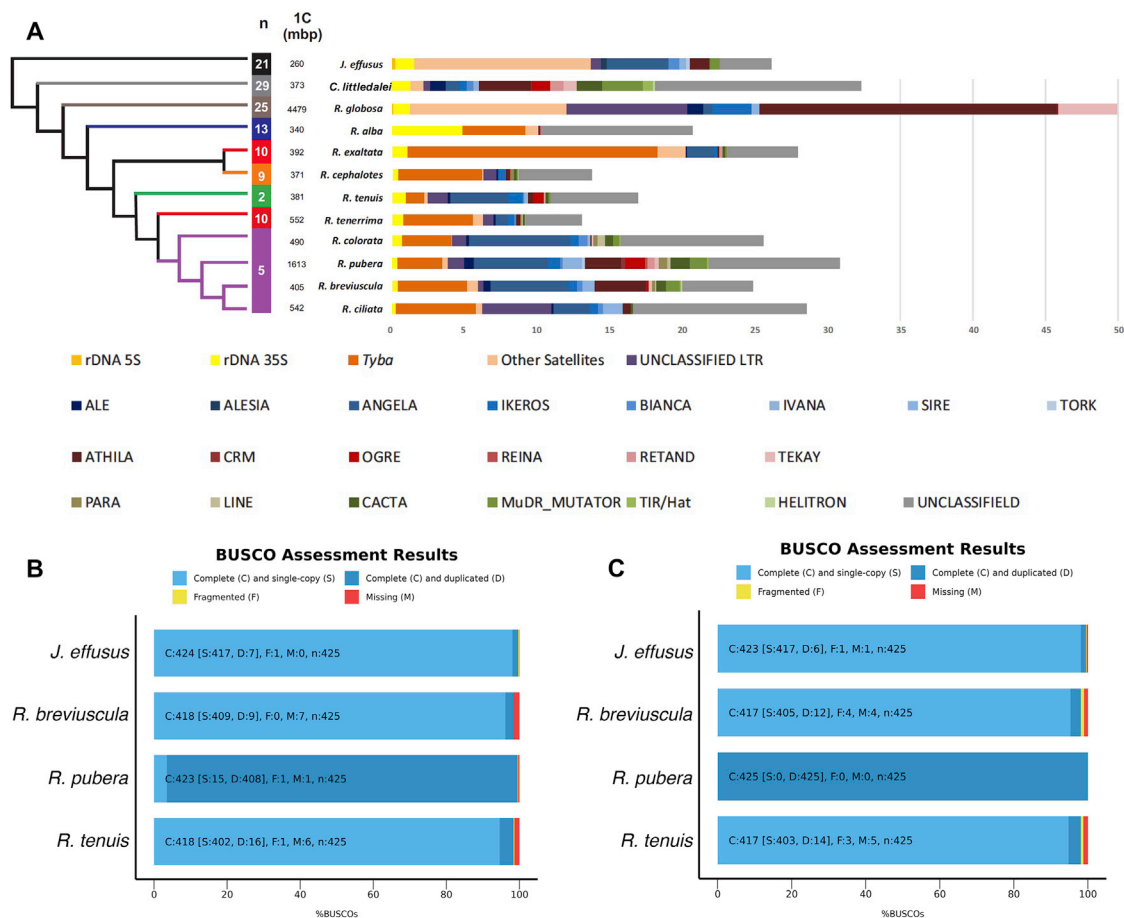 A
n
1C
(mbp)
21 260 J. effusus
29 373 C. littledalei
25 4479 R. globosa
13 340 R. alba
10 392 R. exaltata
9 371 R. cephalotes
2 381 R. tenuis
10 552 R. tenerrima
490 R. colorata
5 1613 R. pubera
405 R. breviuscula
542 R. ciliata
0 5 10 15 20 25 30 35 40 45 50
rDNA 5S rDNA 35S Tyba Other Satellites UNCLASSIFIED LTR
ALE ALESIA ANGELA IKEROS BIANCA IVANA SIRE TORK
ATHILA CRM OGRE REINA RETAND TEKAY
PARA LINE CACTA MuDR_MUTATOR TIR/Hat HELITRON UNCLASSIFIELD
B
BUSCO Assessment Results
Complete (C) and single-copy (S) Complete (C) and duplicated (D)
Fragmented (F) Missing (M)
J. effusus C:424 [S:417, D:7], F:1, M:0, n:425
R. breviuscula C:418 [S:409, D:9], F:0, M:7, n:425
R. pubera C:423 [S:15, D:408], F:1, M:1, n:425
R. tenuis C:418 [S:402, D:16], F:1, M:6, n:425
0 20 40 60 80 100
%BUSCOs
C
BUSCO Assessment Results
Complete (C) and single-copy (S) Complete (C) and duplicated (D)
Fragmented (F) Missing (M)
J. effusus C:423 [S:417, D:6], F:1, M:1, n:425
R. breviuscula C:417 [S:405, D:12], F:4, M:4, n:425
R. pubera C:425 [S:0, D:425], F:0, M:0, n:425
R. tenuis C:417 [S:403, D:14], F:3, M:5, n:425
0 20 40 60 80 100
%BUSCOs